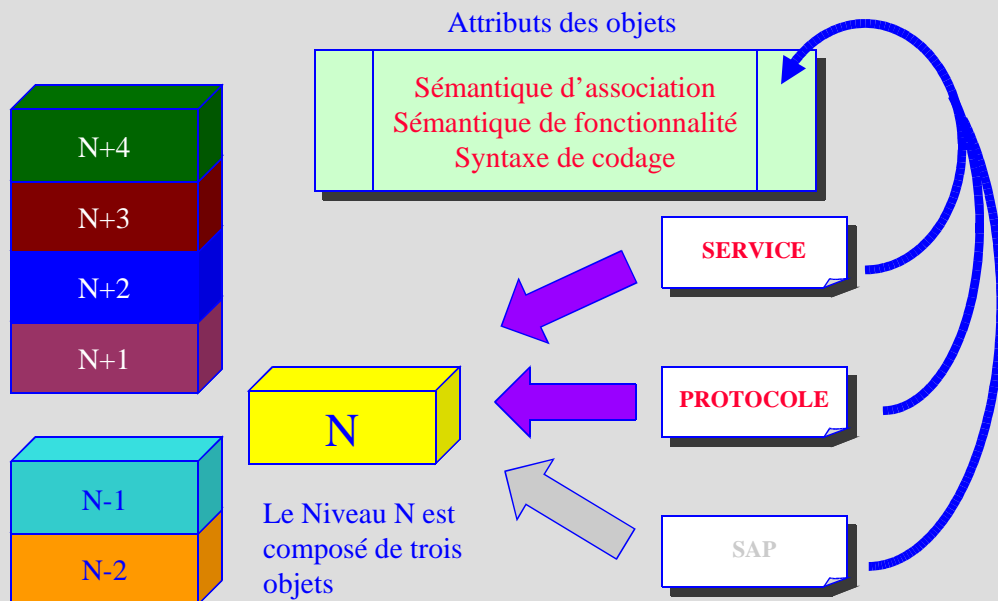 Attributs des objets
Sémantique d’association
Sémantique de fonctionnalité
Syntaxe de codage
N+4
N+3
N+2
N+1
N
N-1
N-2
SERVICE
PROTOCOLE
SAP
Le Niveau N est
composé de trois
objets